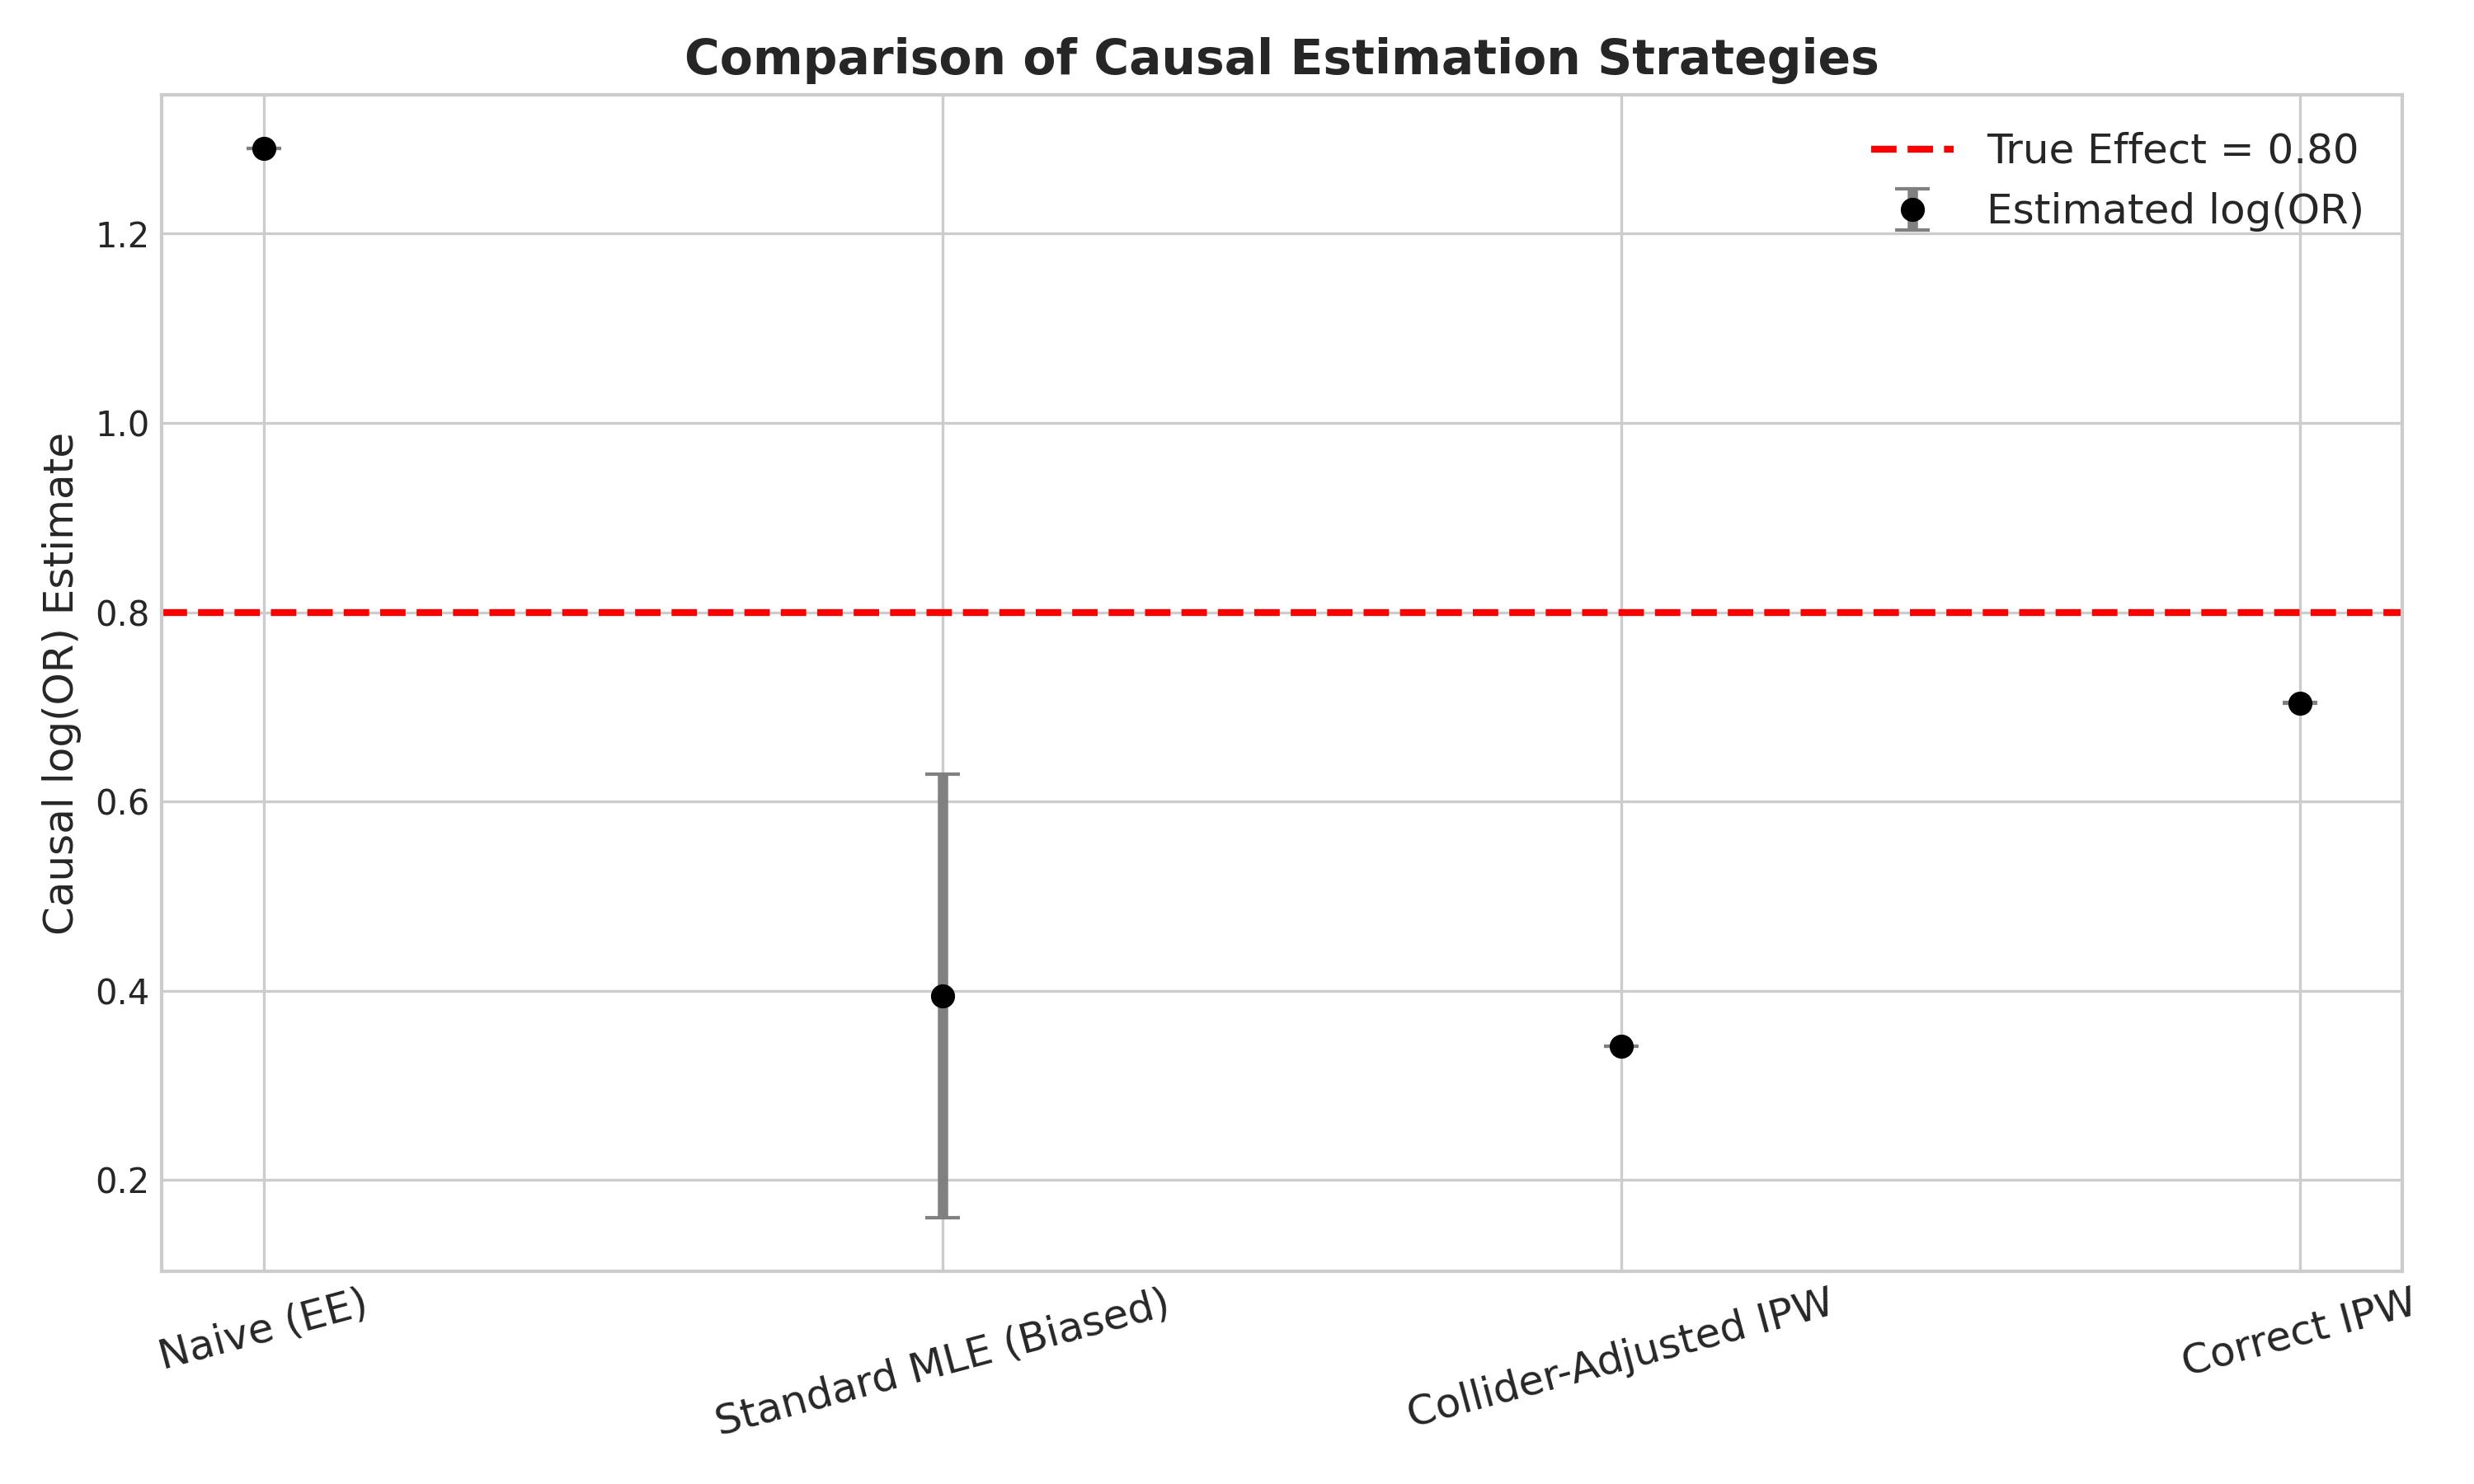 Comparison of Causal Estimation Strategies
True Effect = 0.80
Estimated log(OR)
Causal log(OR) Estimate
1.2
1.0
0.8
0.6
0.4
0.2
Naive (EE)
Standard MLE (Biased)
Collider-Adjusted IPW
Correct IPW